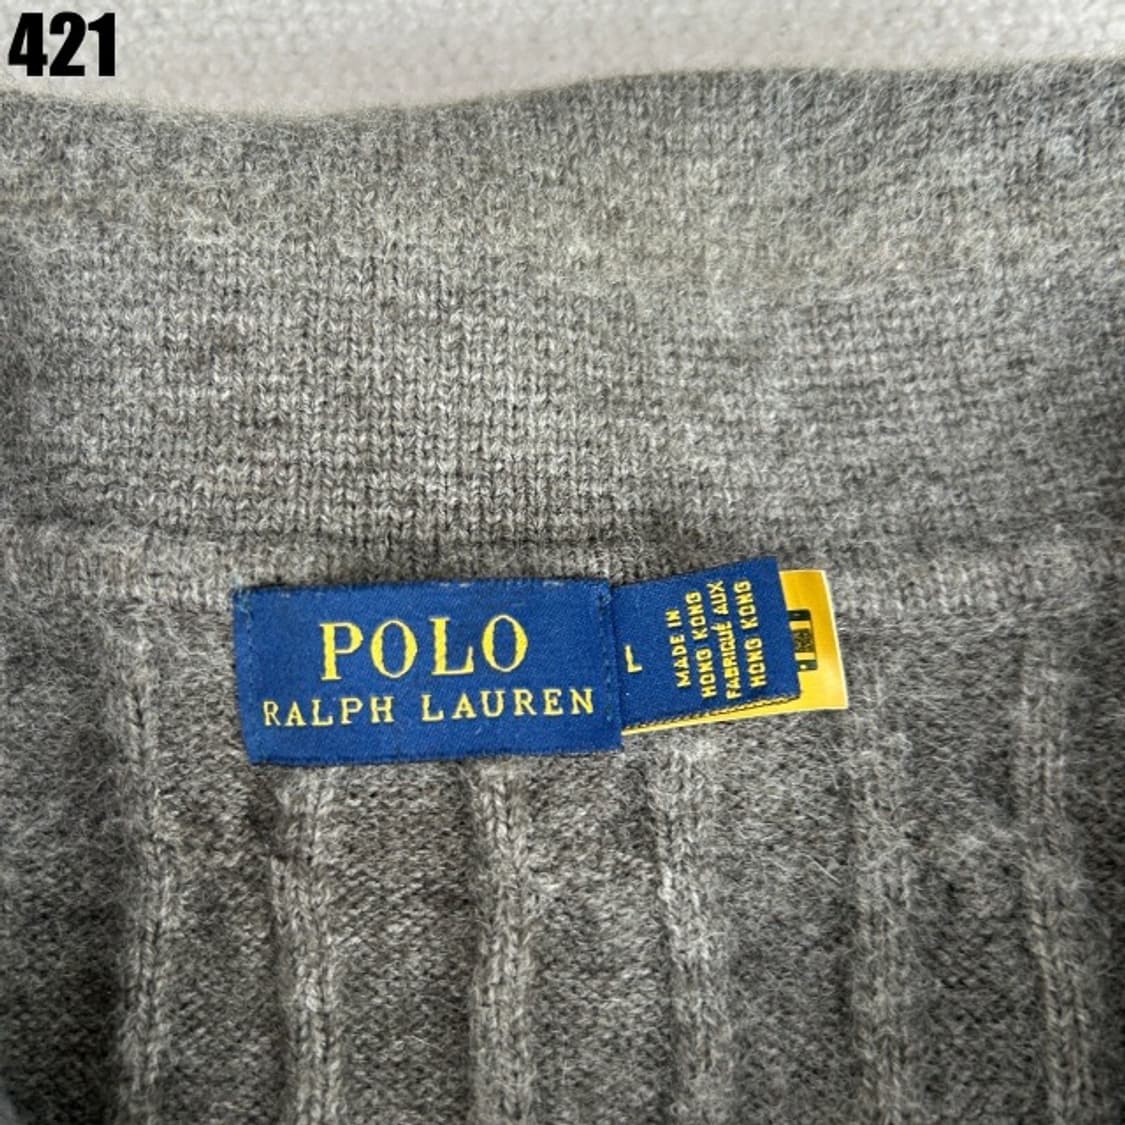 421
POLO
RALPH LAUREN
L
MADE IN
HONG KONG
FABRIQUÉ AUX
HONG KONG